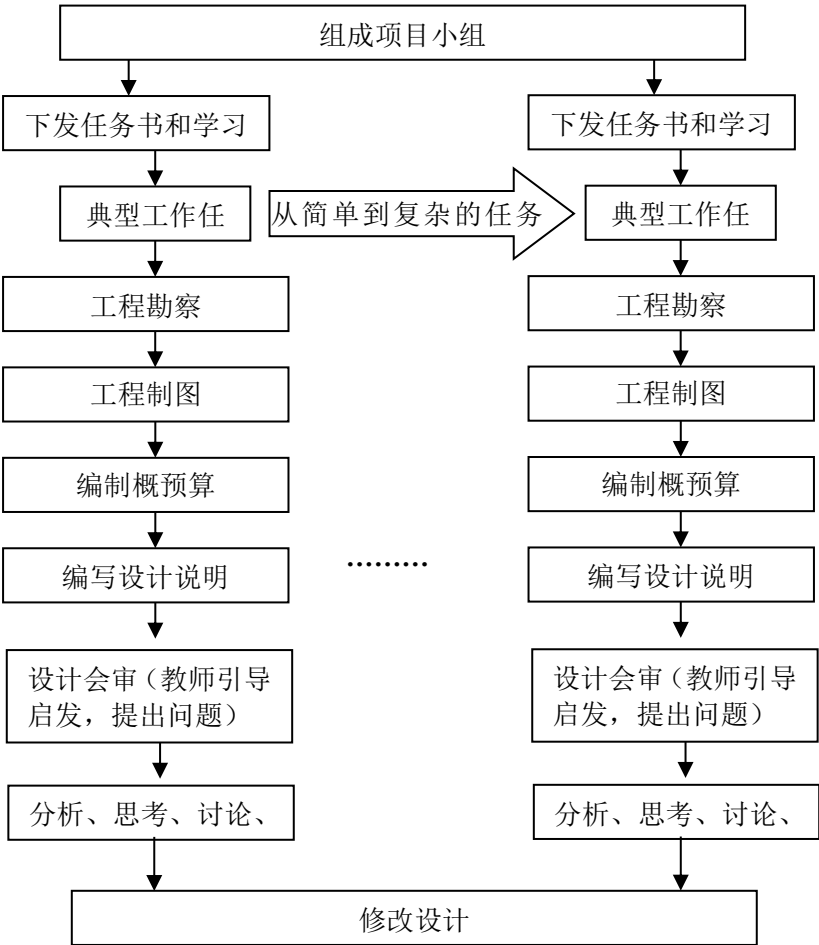 组成项目小组
下发任务书和学习
下发任务书和学习
典型工作任
从简单到复杂的任务
典型工作任
工程勘察
工程勘察
工程制图
工程制图
编制概预算
编制概预算
编写设计说明
………
编写设计说明
设计会审（教师引导
启发，提出问题）
设计会审（教师引导
启发，提出问题）
分析、思考、讨论、
分析、思考、讨论、
修改设计